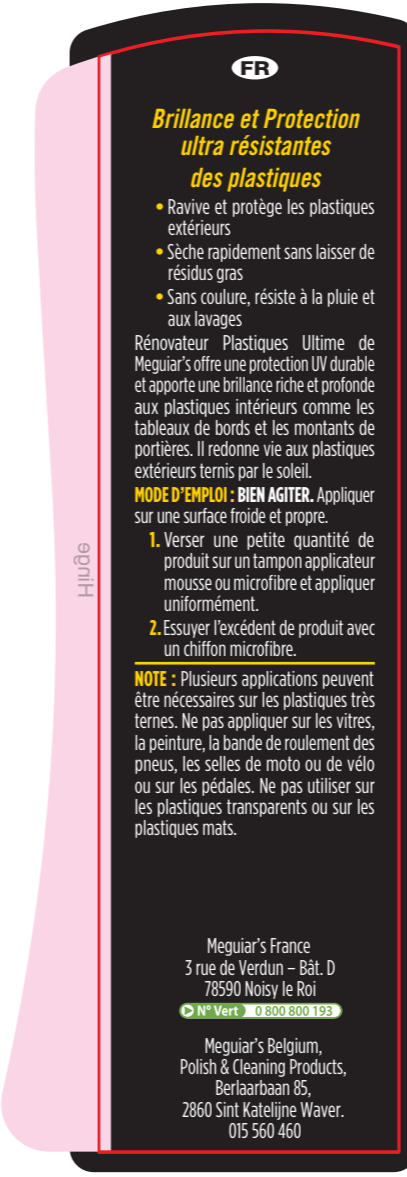 FR
Brillance et Protection
ultra résistantes
des plastiques
• Ravive et protège les plastiques
extérieurs
• Sèche rapidement sans laisser de
résidus gras
• Sans coulure, résiste à la pluie et
aux lavages
Rénovateur Plastiques Ultime de
Meguiar's offre une protection UV durable
et apporte une brillance riche et profonde
aux plastiques intérieurs comme les
tableaux de bords et les montants de
portières. Il redonne vie aux plastiques
extérieurs ternis par le soleil.
MODE D'EMPLOI : BIEN AGITER. Appliquer
sur une surface froide et propre.
1. Verser une petite quantité de
produit sur un tampon applicateur
mousse ou microfibre et appliquer
uniformément.
2. Essuyer l'excédent de produit avec
un chiffon microfibre.
NOTE : Plusieurs applications peuvent
être nécessaires sur les plastiques très
ternes. Ne pas appliquer sur les vitres,
la peinture, la bande de roulement des
pneus, les selles de moto ou de vélo
ou sur les pédales. Ne pas utiliser sur
les plastiques transparents ou sur les
plastiques mats.
Hinge
Meguiar's France
3 rue de Verdun – Bât. D
78590 Noisy le Roi
N° Vert 0 800 800 193
Meguiar's Belgium,
Polish & Cleaning Products,
Berlaarbaan 85,
2860 Sint Katelijne Waver.
015 560 460